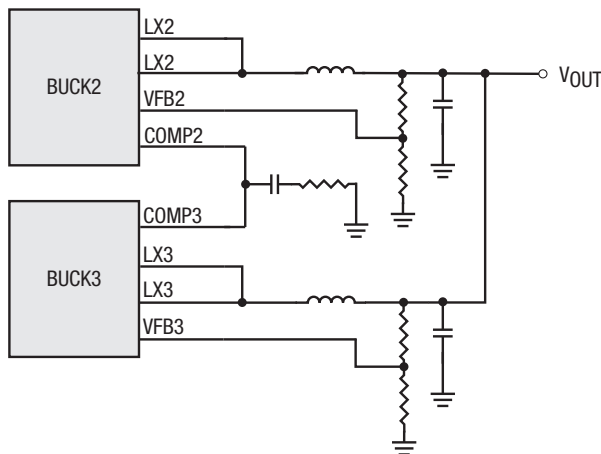 LX2
LX2
BUCK2
VFB2
COMP2
VOUT
COMP3
LX3
BUCK3
LX3
VFB3